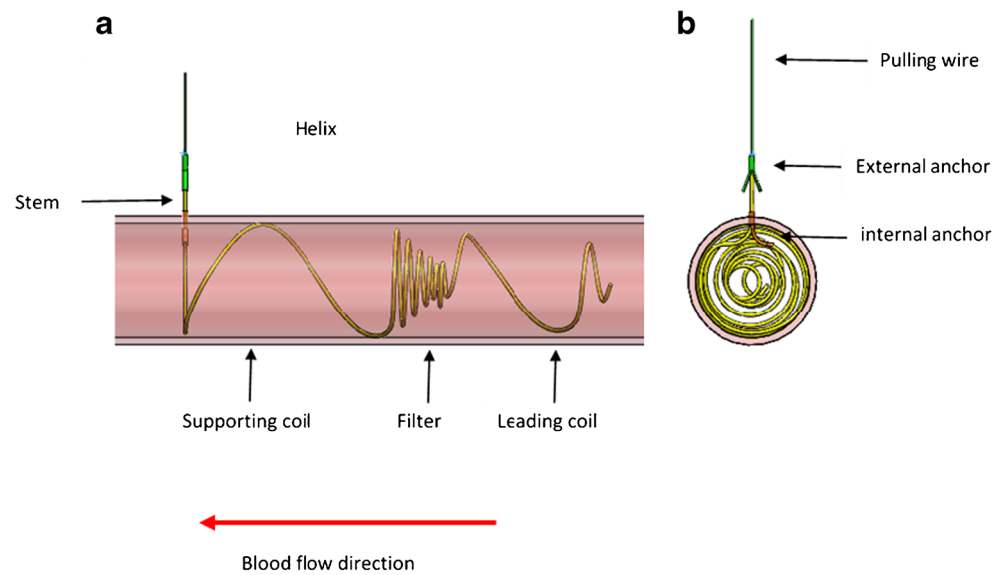 a
b
Pulling wire
Helix
External anchor
Stem
internal anchor
Supporting coil
Filter
Leading coil
Blood flow direction